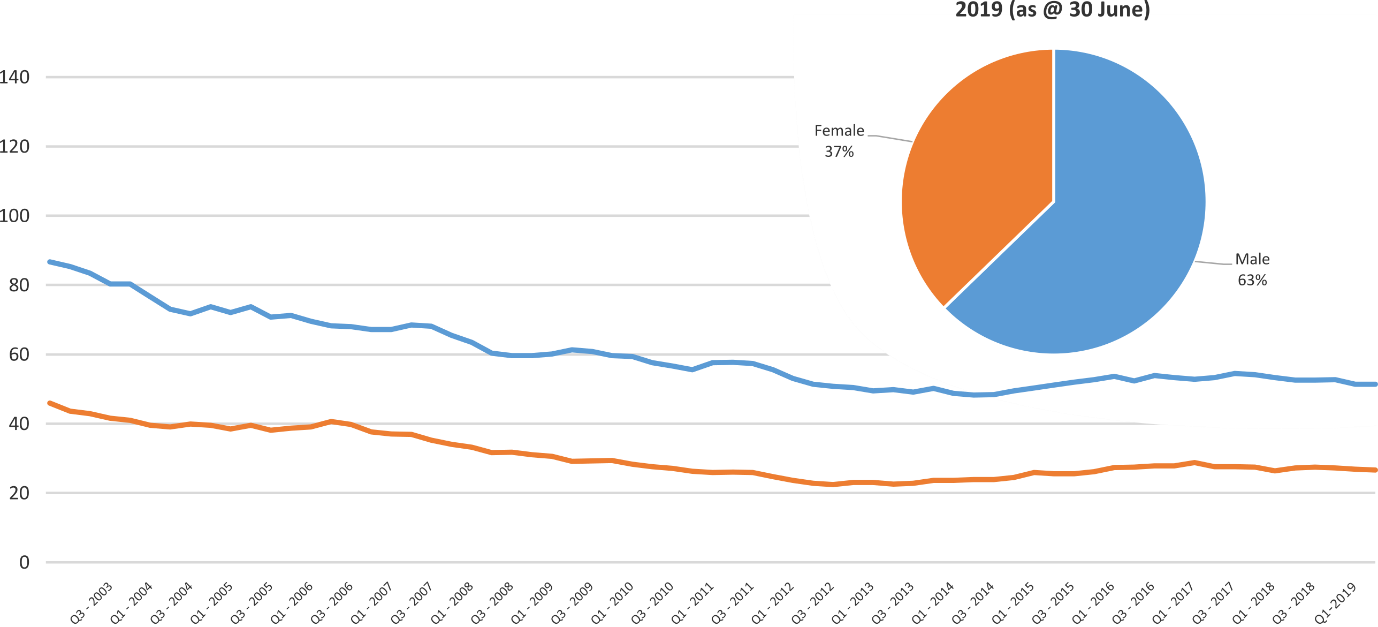 2019 (as @ 30 June)
140
120
100
80
60
40
20
0
Female
37%
Male
63%
Q3 - 2003
Q1 - 2004
Q3 - 2004
Q1 - 2005
Q3 - 2005
Q1 - 2006
Q3 - 2006
Q1 - 2007
Q3 - 2007
Q1 - 2008
Q3 - 2008
Q1 - 2009
Q3 - 2009
Q1 - 2010
Q3 - 2010
Q1 - 2011
Q3 - 2011
Q1 - 2012
Q3 - 2012
Q1 - 2013
Q3 - 2013
Q1 - 2014
Q3 - 2014
Q1 - 2015
Q3 - 2015
Q1 - 2016
Q3 - 2016
Q1 - 2017
Q3 - 2017
Q1 - 2018
Q3 - 2018
Q1-2019